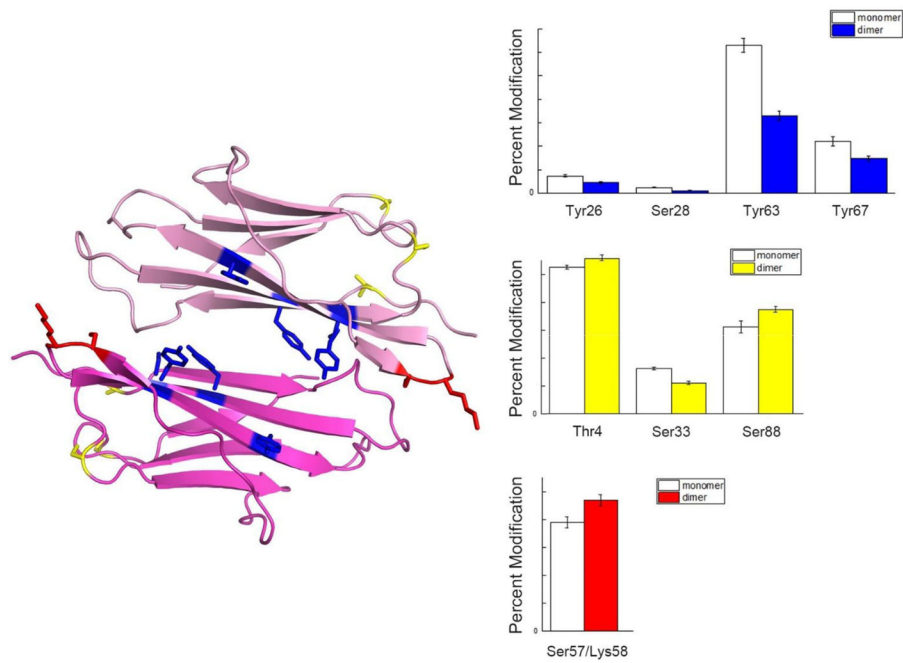 monomer
dimer
Percent Modification
Tyr26 Ser28 Tyr63 Tyr67
monomer
dimer
Percent Modification
0
Thr4 Ser33 Ser88
monomer
dimer
Percent Modification
0
Ser57/Lys58